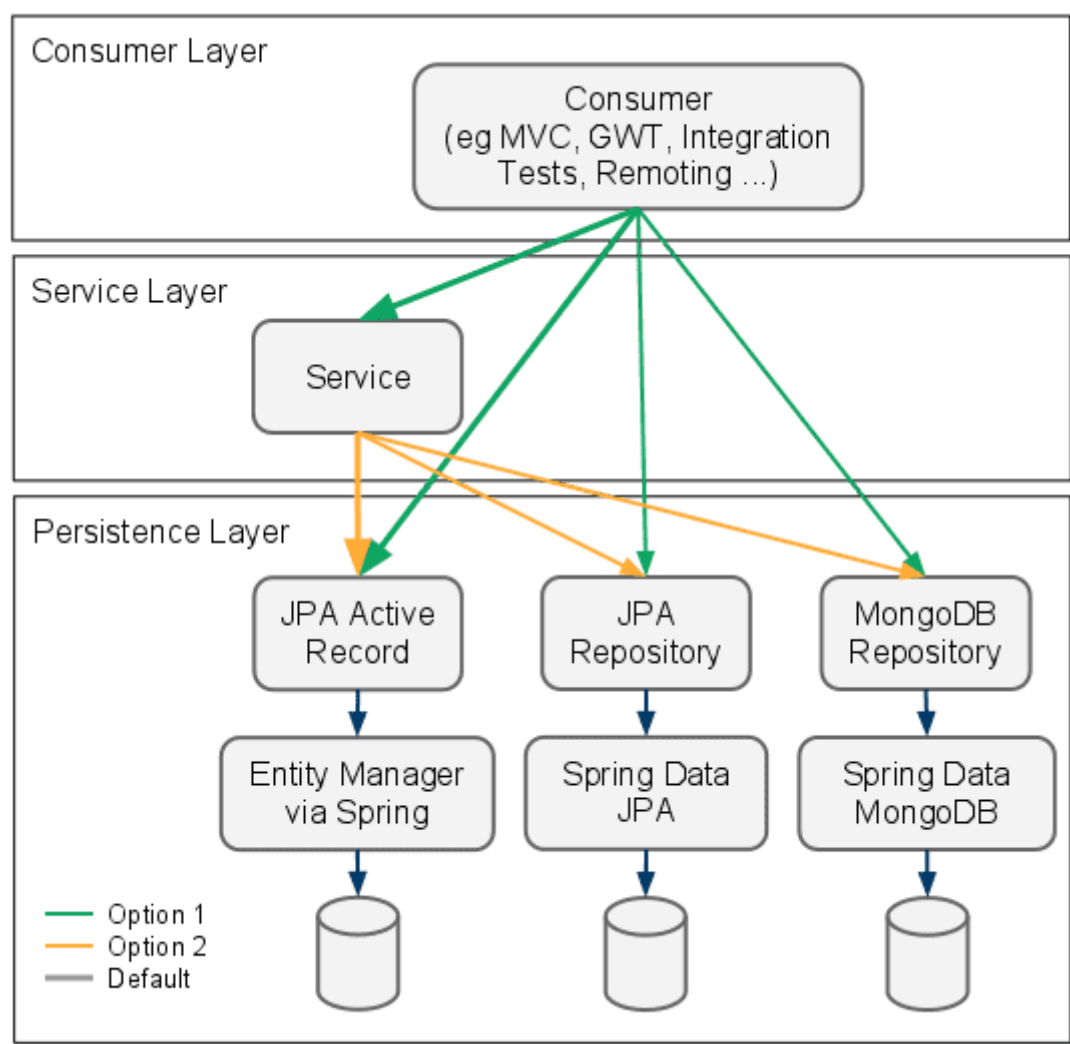 Consumer Layer
Consumer
(eg MVC, GWT, Integration
Tests, Remoting ...)
Service Layer
Service
Persistence Layer
JPA Active
Record
JPA
Repository
MongoDB
Repository
Entity Manager
via Spring
Spring Data
JPA
Spring Data
MongoDB
Option 1
Option 2
Default